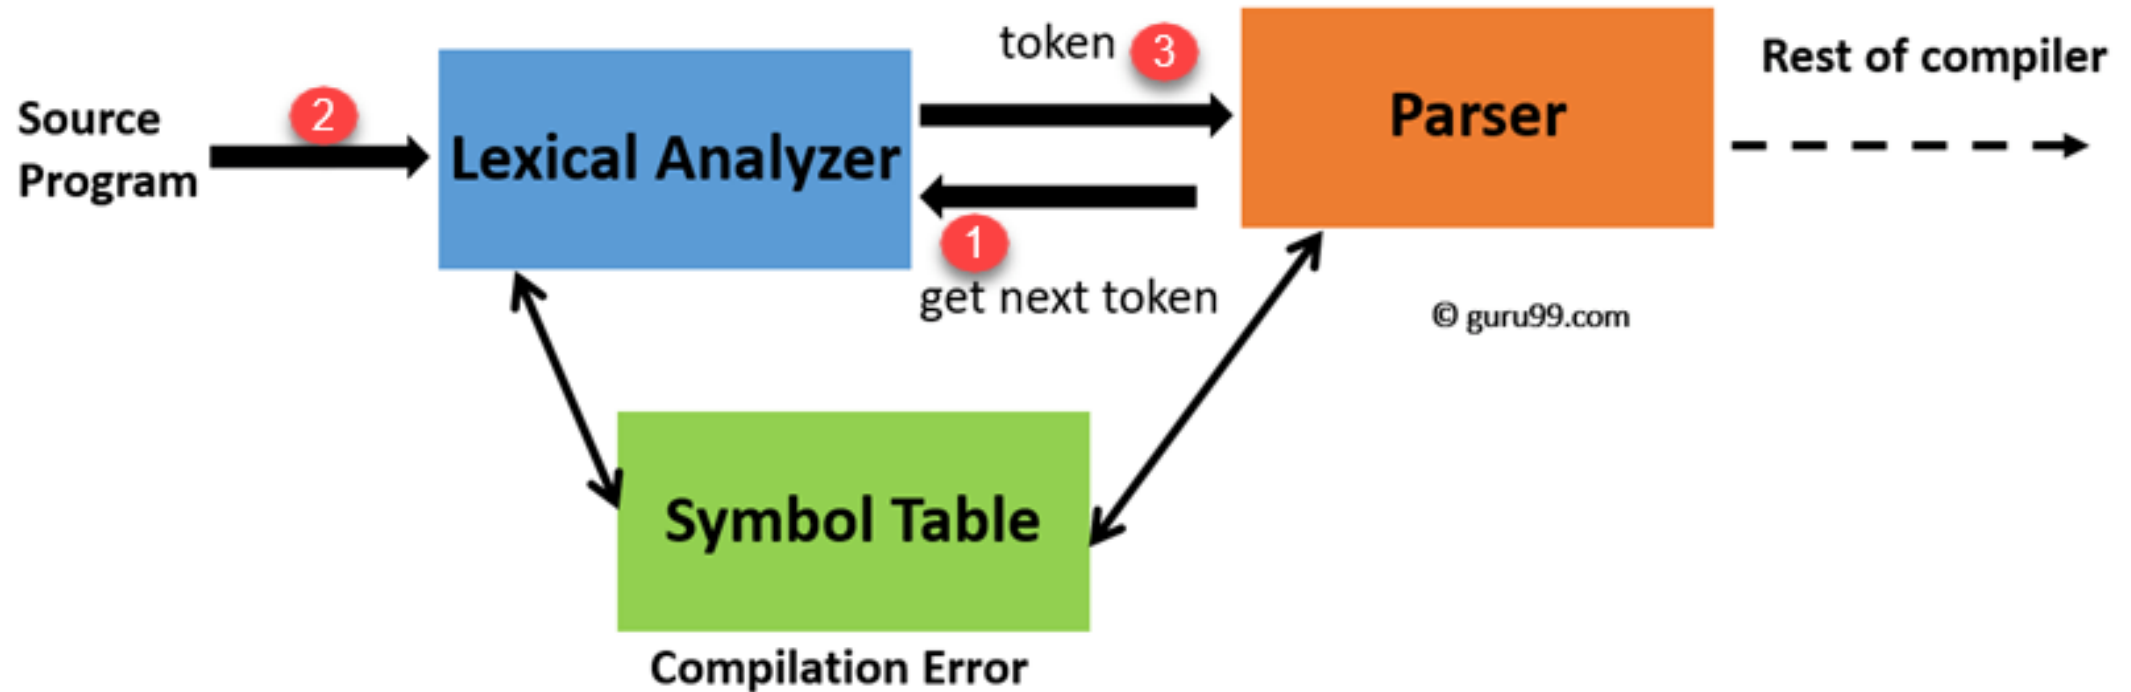 Source
Program
2
Lexical Analyzer
token
3
1
get next token
Parser
Rest of compiler
© guru99.com
Symbol Table
Compilation Error